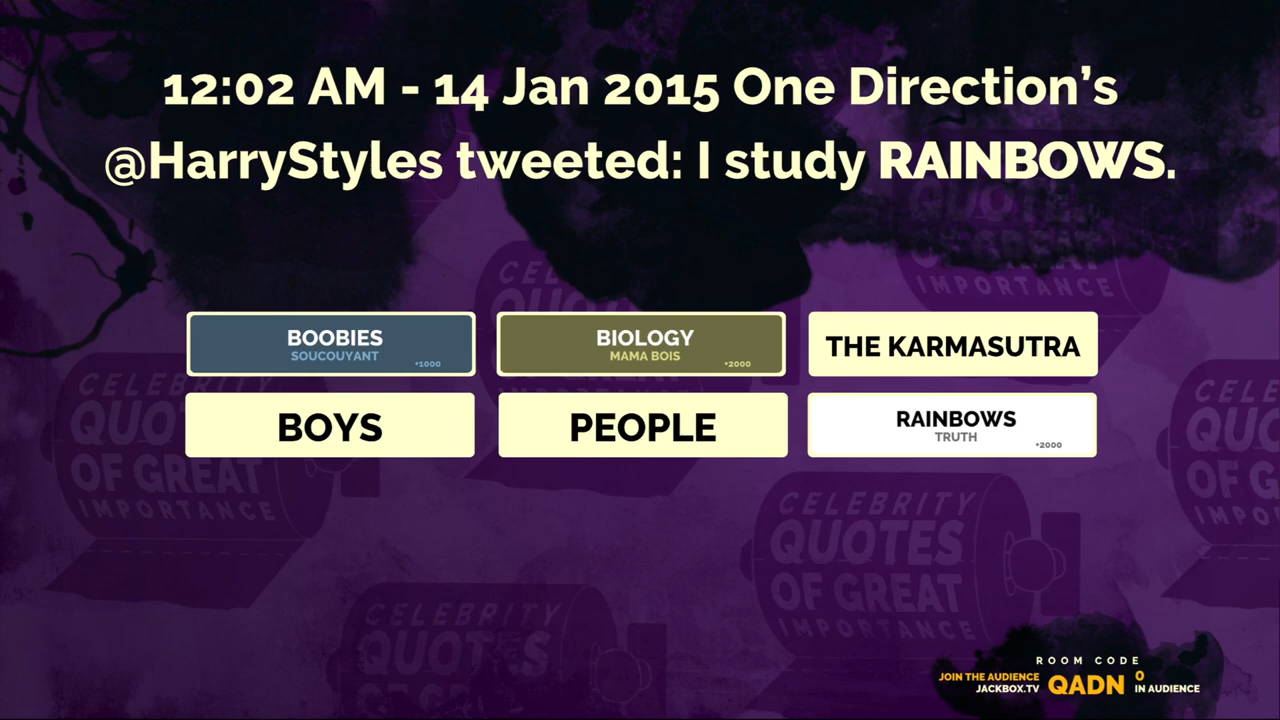 12:02 AM - 14 Jan 2015 One Direction's
@HarryStyles tweeted: I study RAINBOWS.
BOOBIES
SOUCOUYANT
+1000
BIOLOGY
MAMA BOIS
+2000
THE KARMASUTRA
BOYS
PEOPLE
RAINBOWS
TRUTH
+2000
CELEBRITY
QUOTES
OF GREAT
IMPORTANCE
ROOM CODE
JOIN THE AUDIENCE
JACKBOX.TV
QADN
0
IN AUDIENCE